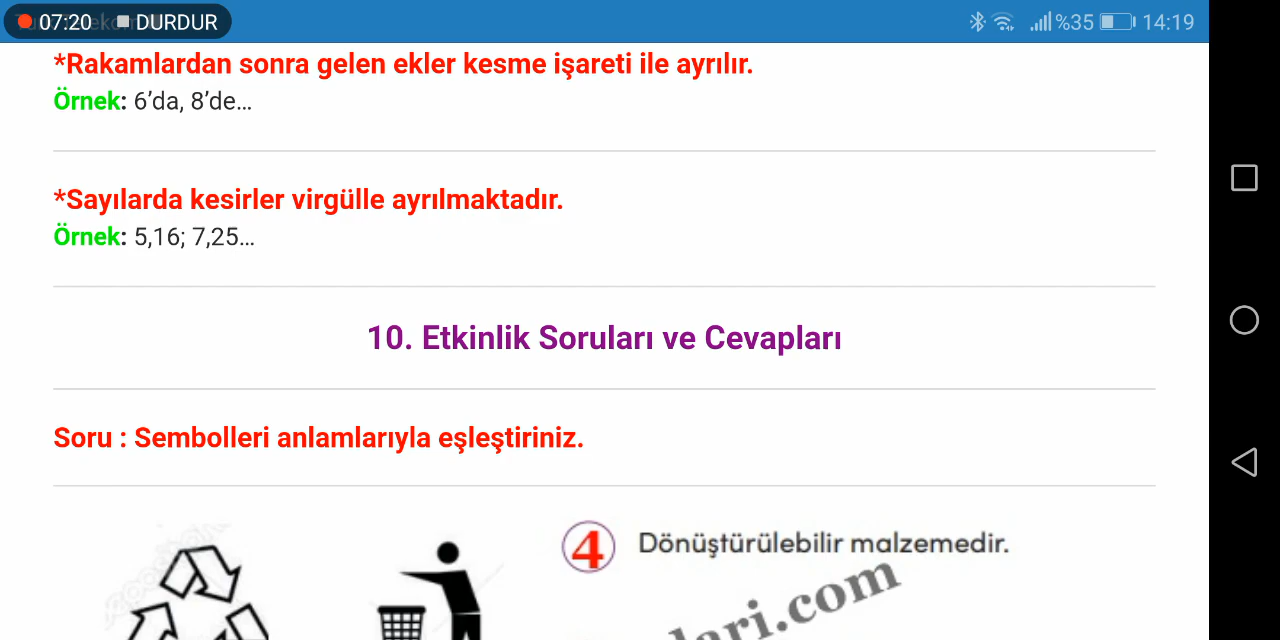 07:20 DURDUR %35 14:19
*Rakamlardan sonra gelen ekler kesme işareti ile ayrılır.
Örnek: 6’da, 8’de...
*Sayılarda kesirler virgülle ayrılmaktadır.
Örnek: 5,16; 7,25...
10. Etkinlik Soruları ve Cevapları
Soru : Sembolleri anlamlarıyla eşleştiriniz.
4 Dönüştürülebilir malzemedir.
lari.com